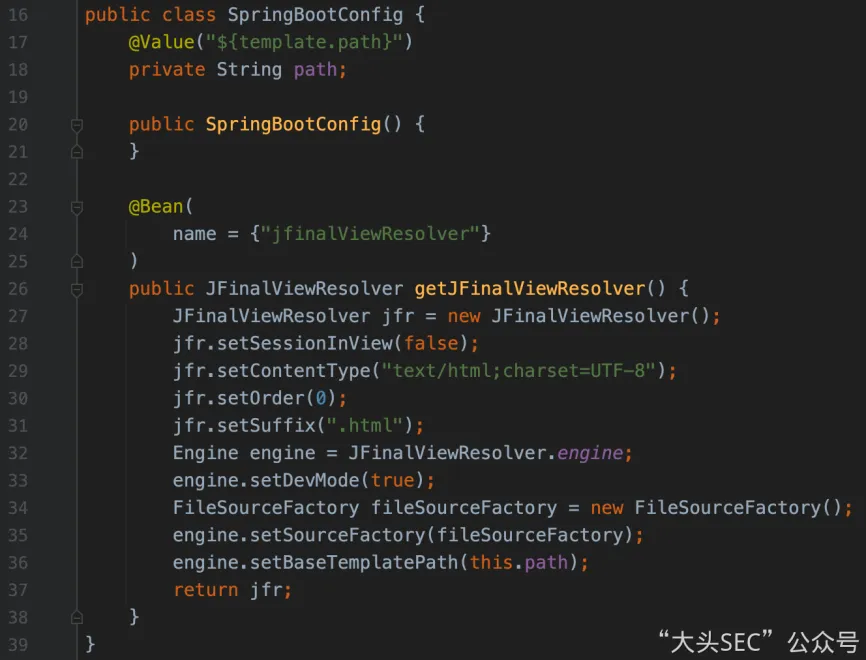 16 public class SpringBootConfig {
17     @Value("${template.path}")
18     private String path;
19
20     public SpringBootConfig() {
21     }
22
23     @Bean(
24         name = {"jfinalViewResolver"}
25     )
26     public JFinalViewResolver getJFinalViewResolver() {
27         JFinalViewResolver jfr = new JFinalViewResolver();
28         jfr.setSessionInView(false);
29         jfr.setContentType("text/html;charset=UTF-8");
30         jfr.setOrder(0);
31         jfr.setSuffix(".html");
32         Engine engine = JFinalViewResolver.engine;
33         engine.setDevMode(true);
34         FileSourceFactory fileSourceFactory = new FileSourceFactory();
35         engine.setSourceFactory(fileSourceFactory);
36         engine.setBaseTemplatePath(this.path);
37         return jfr;
38     }
39 }
“大头SEC”公众号